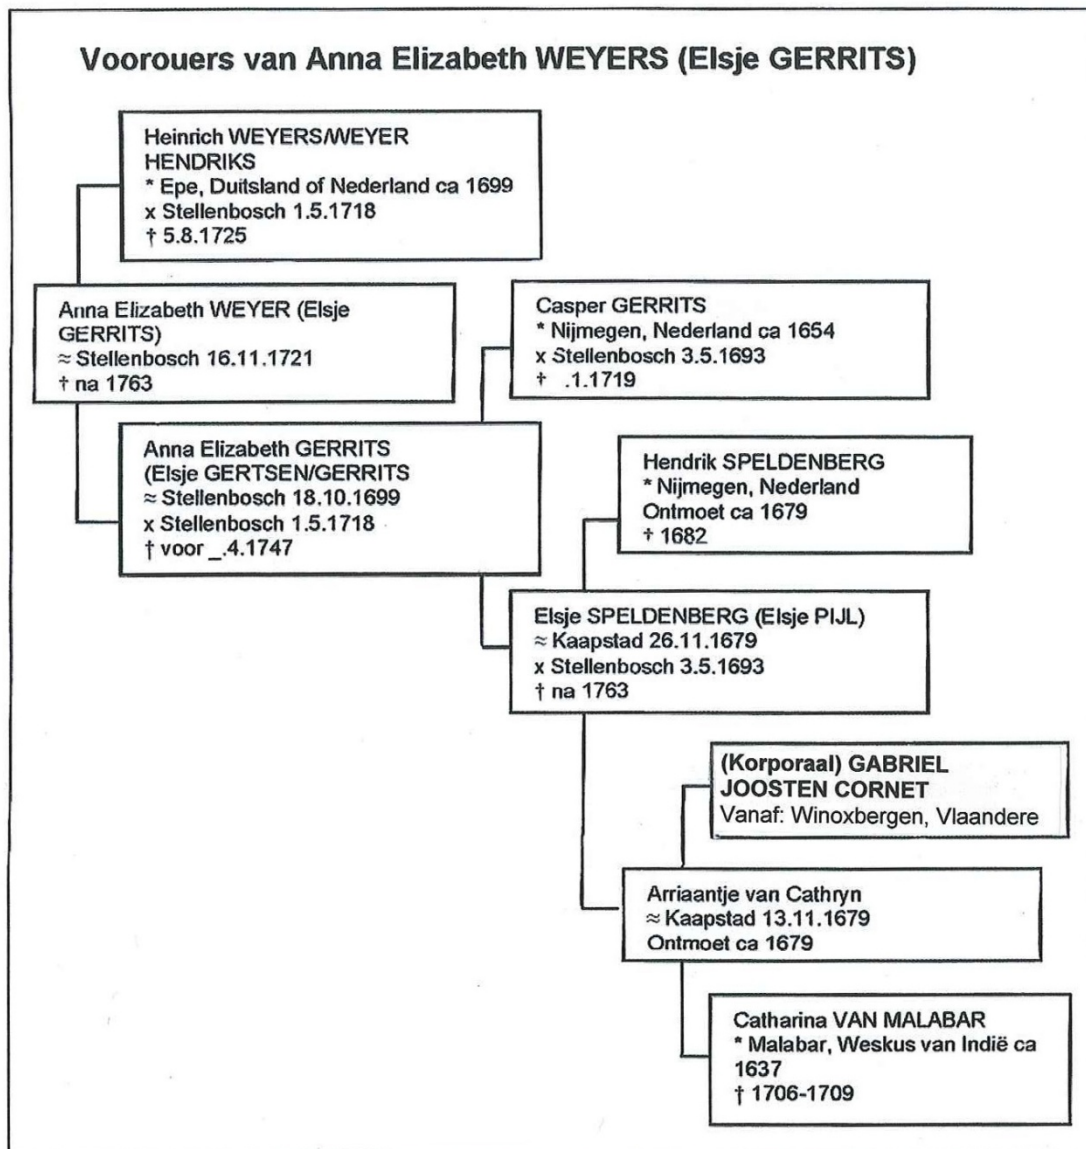 Voorouers van Anna Elizabeth WEYERS (Elsje GERRITS)
Heinrich WEYERS/WEYER
HENDRIKS
* Epe, Duitsland of Nederland ca 1699
x Stellenbosch 1.5.1718
† 5.8.1725
Anna Elizabeth WEYER (Elsje
GERRITS)
≈ Stellenbosch 16.11.1721
† na 1763
Casper GERRITS
* Nijmegen, Nederland ca 1654
x Stellenbosch 3.5.1693
† .1.1719
Anna Elizabeth GERRITS
(Elsje GERTSEN/GERRITS
≈ Stellenbosch 18.10.1699
x Stellenbosch 1.5.1718
† voor _.4.1747
Hendrik SPELDENBERG
* Nijmegen, Nederland
Ontmoet ca 1679
† 1682
Elsje SPELDENBERG (Elsje PIJL)
≈ Kaapstad 26.11.1679
x Stellenbosch 3.5.1693
† na 1763
(Korporaal) GABRIEL
JOOSTEN CORNET
Vanaf: Winoxbergen, Vlaandere
Arriaantje van Cathryn
≈ Kaapstad 13.11.1679
Ontmoet ca 1679
Catharina VAN MALABAR
* Malabar, Weskus van Indië ca
1637
† 1706-1709